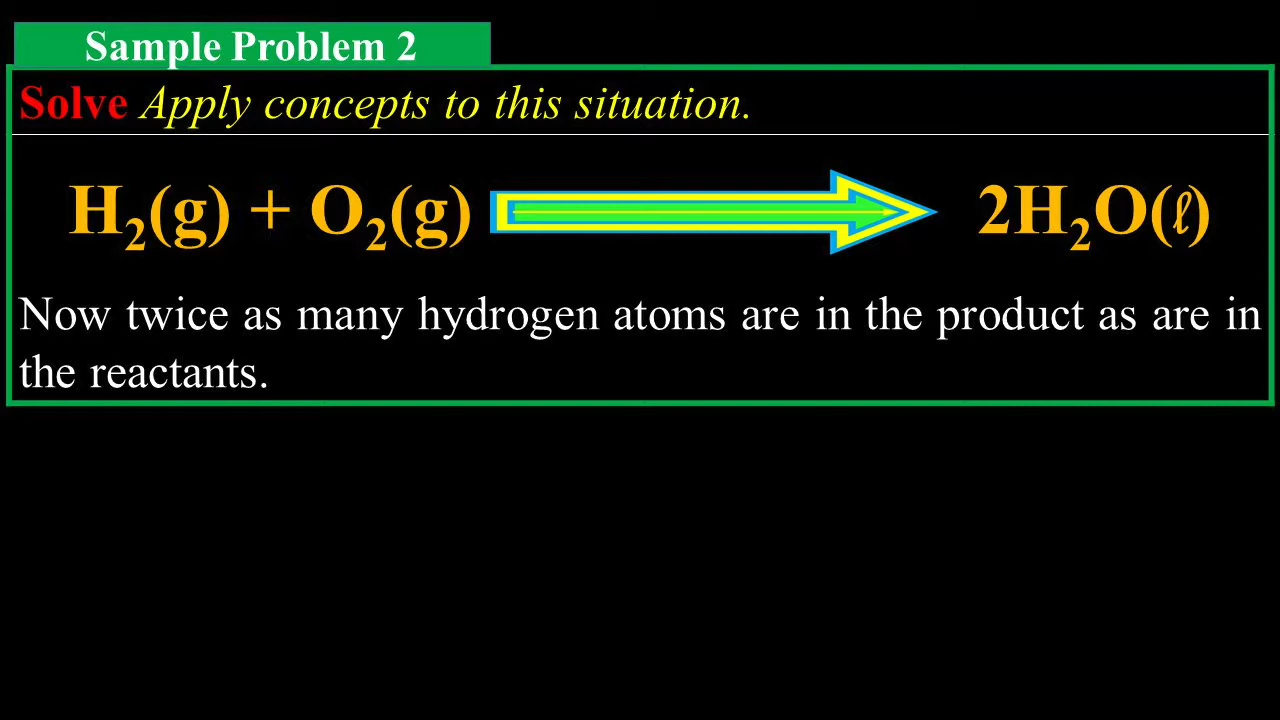 Sample Problem 2
Solve Apply concepts to this situation.
H₂(g) + O₂(g) 2H₂O(ℓ)
Now twice as many hydrogen atoms are in the product as are in
the reactants.